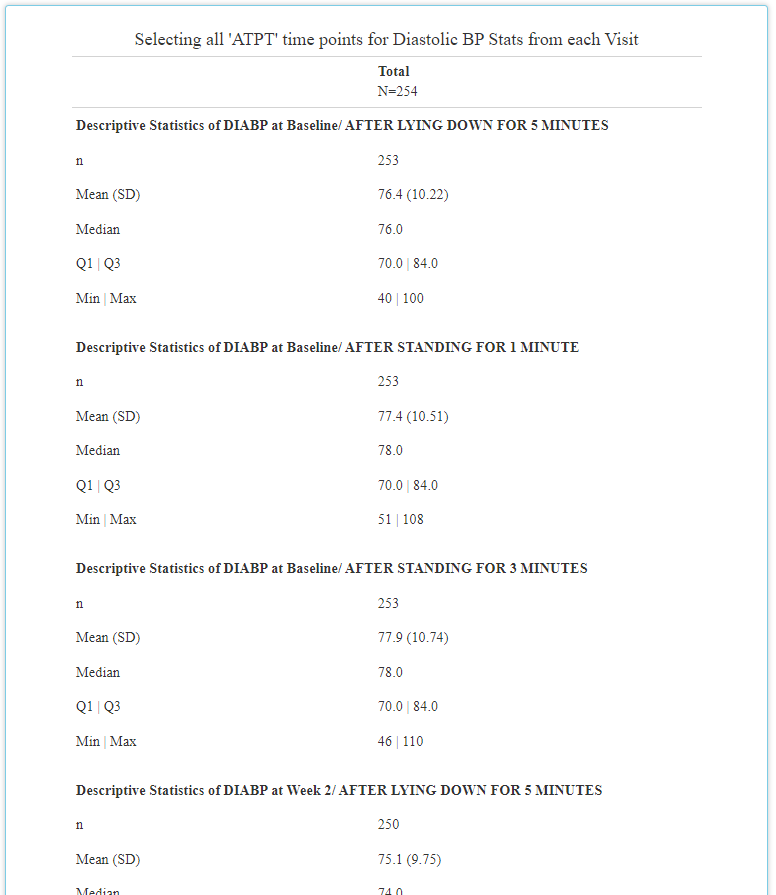 Selecting all 'ATPT' time points for Diastolic BP Stats from each Visit
Total
N=254
Descriptive Statistics of DIABP at Baseline/ AFTER LYING DOWN FOR 5 MINUTES
n 253
Mean (SD) 76.4 (10.22)
Median 76.0
Q1 | Q3 70.0 | 84.0
Min | Max 40 | 100
Descriptive Statistics of DIABP at Baseline/ AFTER STANDING FOR 1 MINUTE
n 253
Mean (SD) 77.4 (10.51)
Median 78.0
Q1 | Q3 70.0 | 84.0
Min | Max 51 | 108
Descriptive Statistics of DIABP at Baseline/ AFTER STANDING FOR 3 MINUTES
n 253
Mean (SD) 77.9 (10.74)
Median 78.0
Q1 | Q3 70.0 | 84.0
Min | Max 46 | 110
Descriptive Statistics of DIABP at Week 2/ AFTER LYING DOWN FOR 5 MINUTES
n 250
Mean (SD) 75.1 (9.75)
Median 74.0